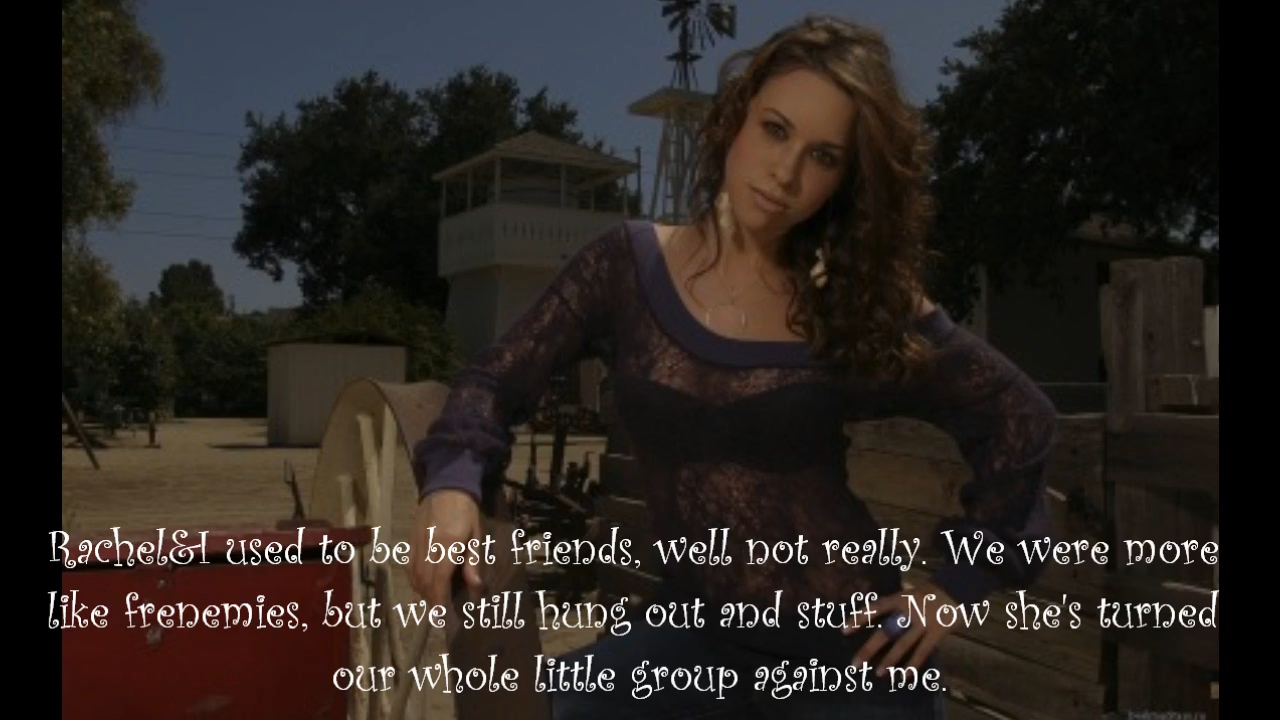 Rachel&I used to be best friends, well not really. We were more
like frenemies, but we still hung out and stuff. Now she's turned
our whole little group against me.